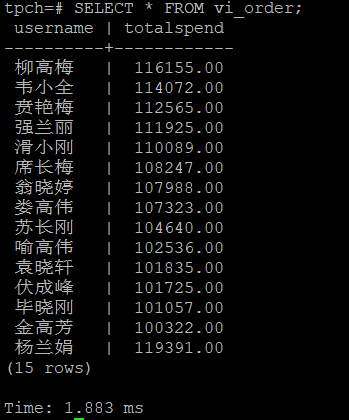 tpch=# SELECT * FROM vi_order;
 username | totalspend
----------+------------
 柳高梅   |  116155.00
 韦小全   |  114072.00
 贲艳梅   |  112565.00
 强兰丽   |  111925.00
 滑小刚   |  110089.00
 席长梅   |  108247.00
 翁晓婷   |  107988.00
 娄高伟   |  107323.00
 苏长刚   |  104640.00
 喻高伟   |  102536.00
 袁晓轩   |  101835.00
 伏成峰   |  101725.00
 毕晓刚   |  101057.00
 金高芳   |  100322.00
 杨兰娟   |  119391.00
(15 rows)
Time: 1.883 ms